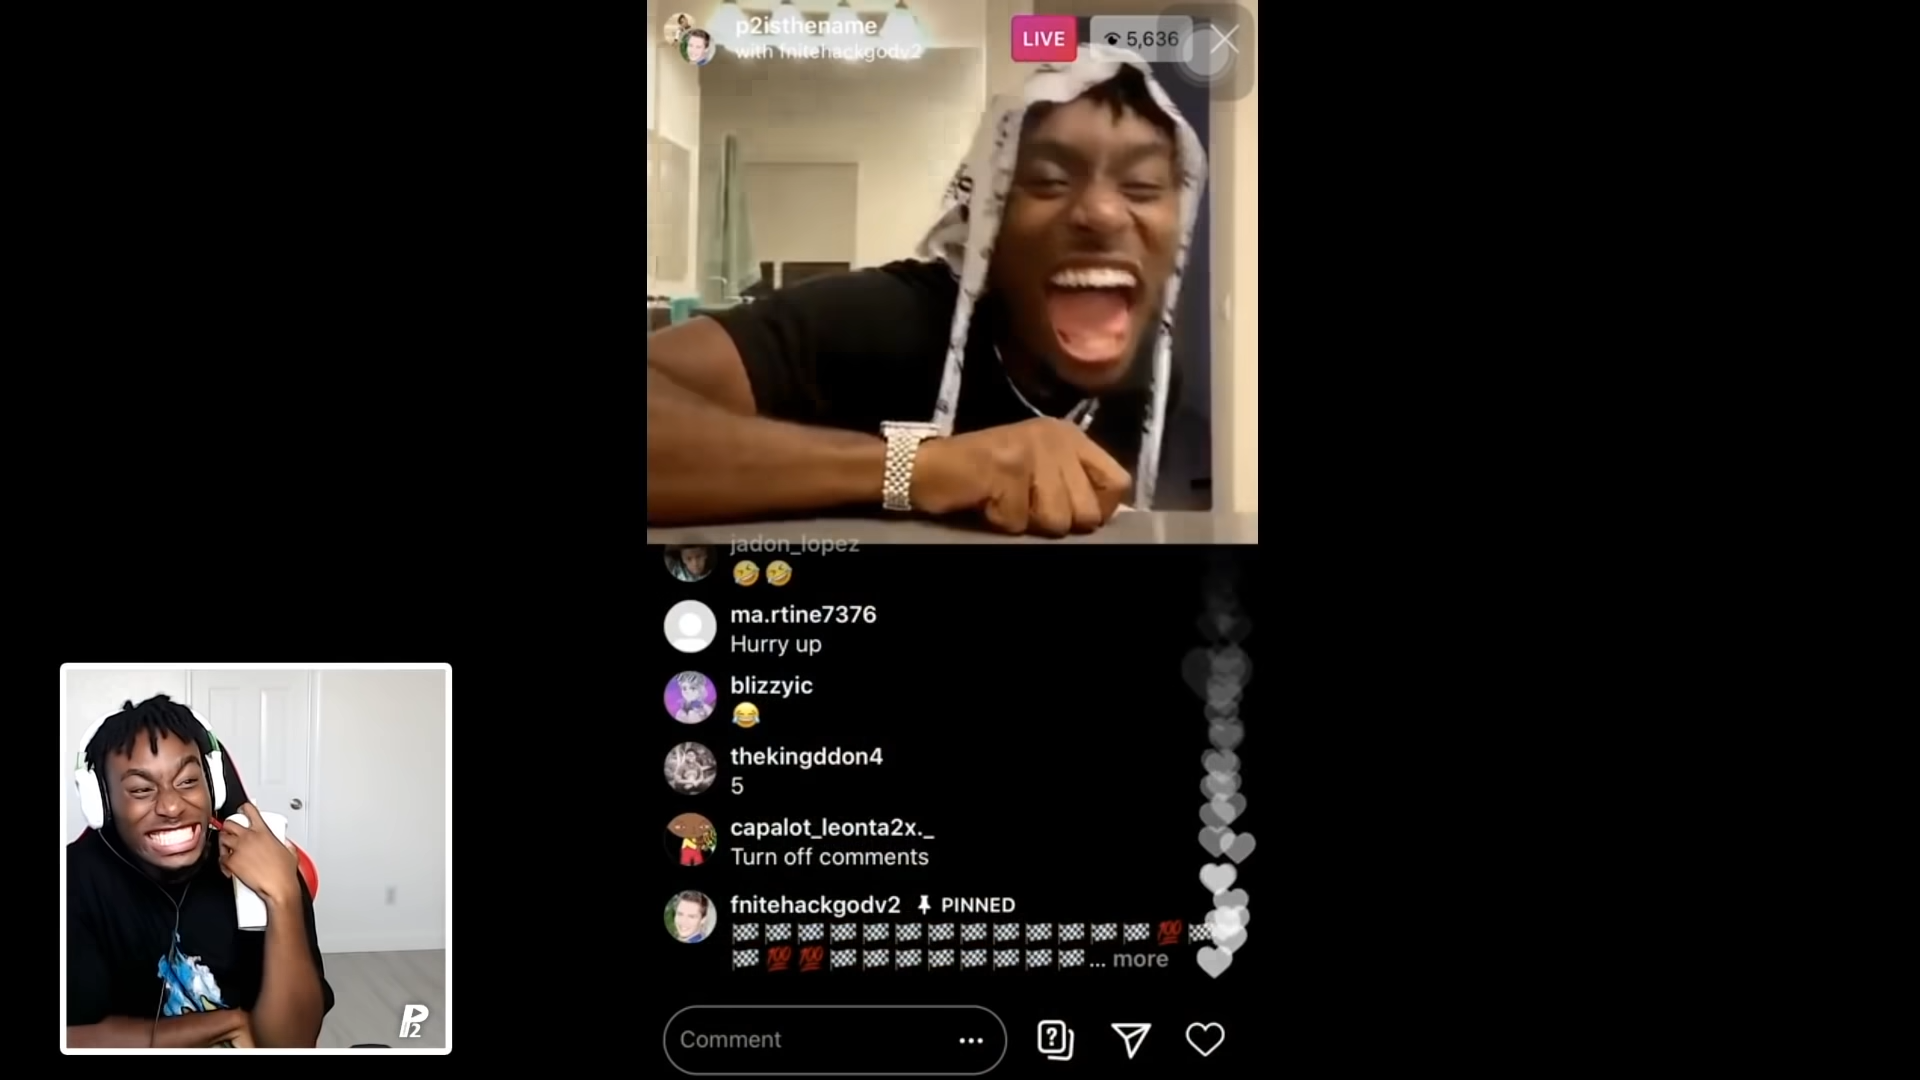 p2isthename
with fnitehackgodv2
LIVE
5,636
jadon_lopez
🤣🤣
ma.rtine7376
Hurry up
blizzyic
😂
thekingddon4
5
capalot_leonta2x._
Turn off comments
fnitehackgodv2 PINNED
🏁🏁🏁🏁🏁🏁🏁🏁🏁🏁🏁🏁🏁💯🏁
🏁💯💯🏁🏁🏁🏁🏁🏁🏁🏁... more
Comment
P2